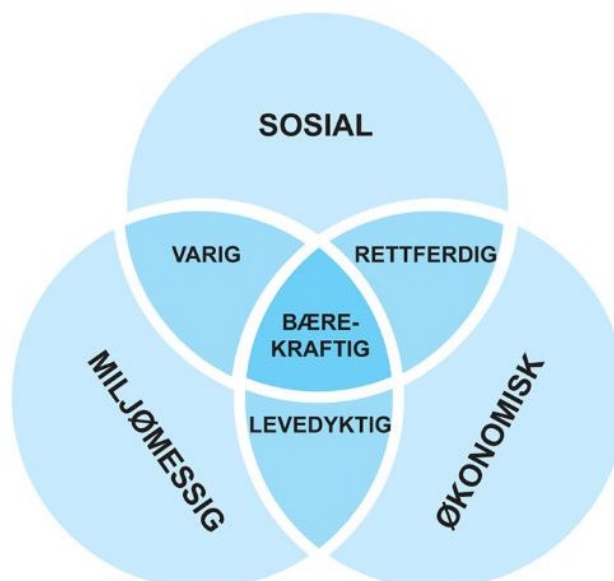 SOSIAL
VARIG
RETTFERDIG
BÆRE-
KRAFTIG
LEVEDYKTIG
MILJØMESSIG
ØKONOMISK